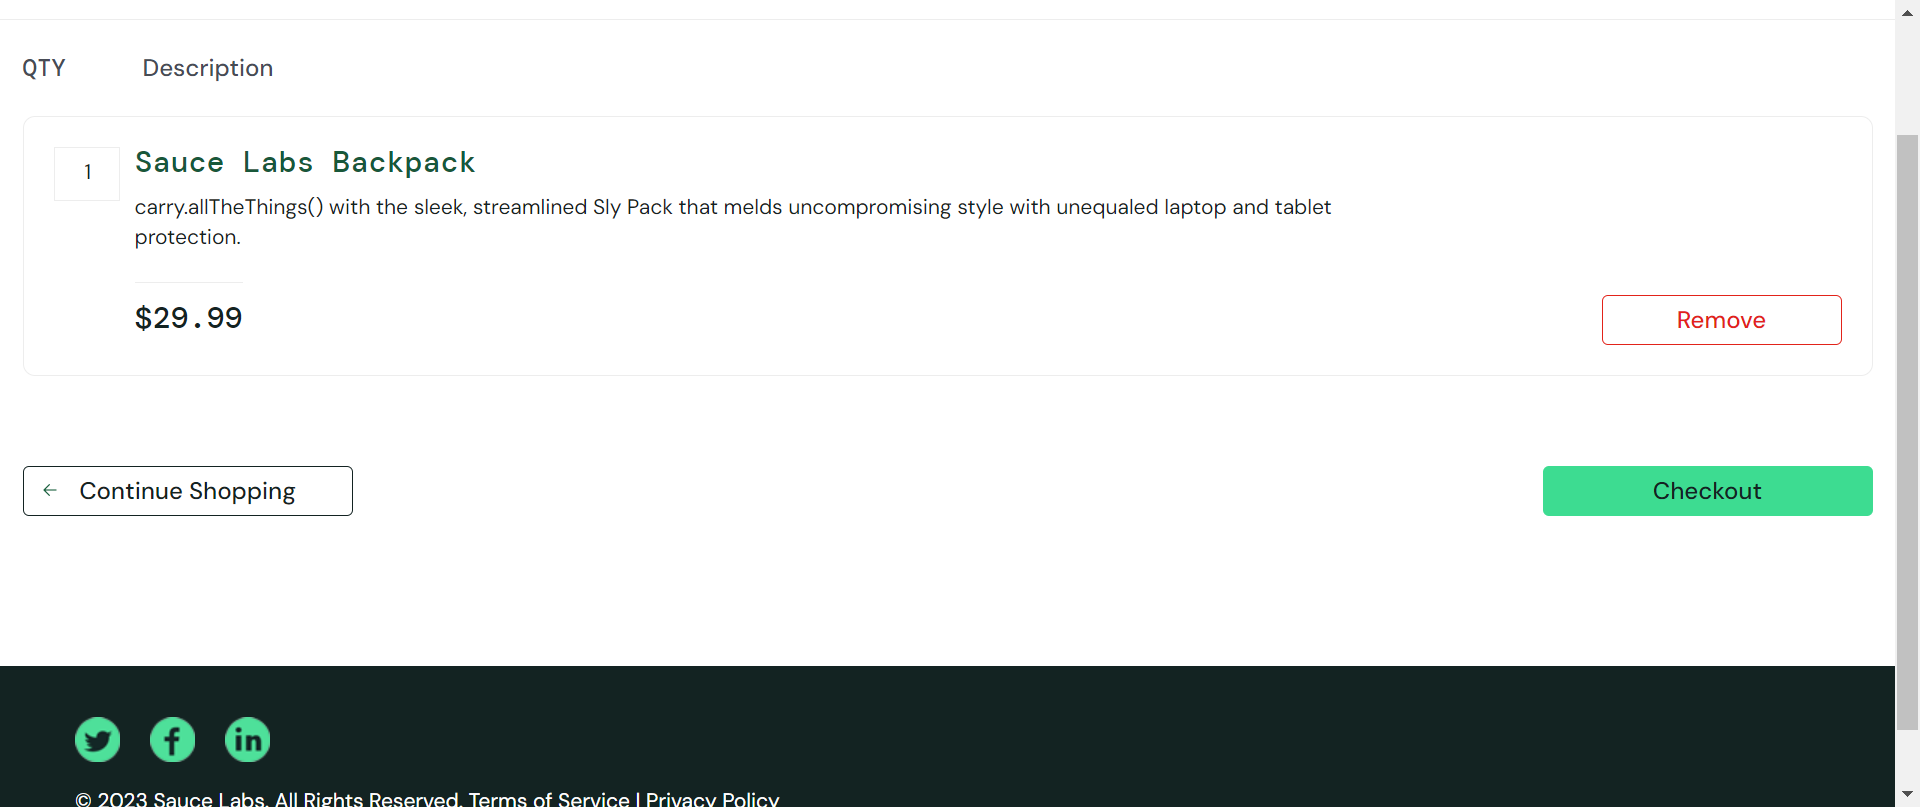 QTY Description
1
Sauce Labs Backpack
carry.allTheThings() with the sleek, streamlined Sly Pack that melds uncompromising style with unequaled laptop and tablet
protection.
$29.99
Remove
Continue Shopping
Checkout
© 2023 Sauce Labs. All Rights Reserved. Terms of Service | Privacy Policy